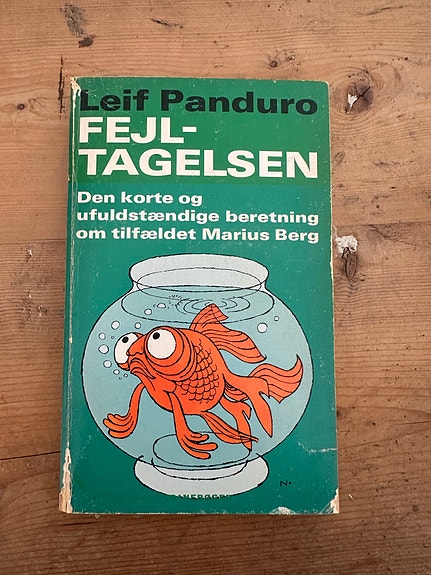 Leif Panduro
FEJL-
TAGELSEN
Den korte og
ufuldstændige beretning
om tilfældet Marius Berg
N.